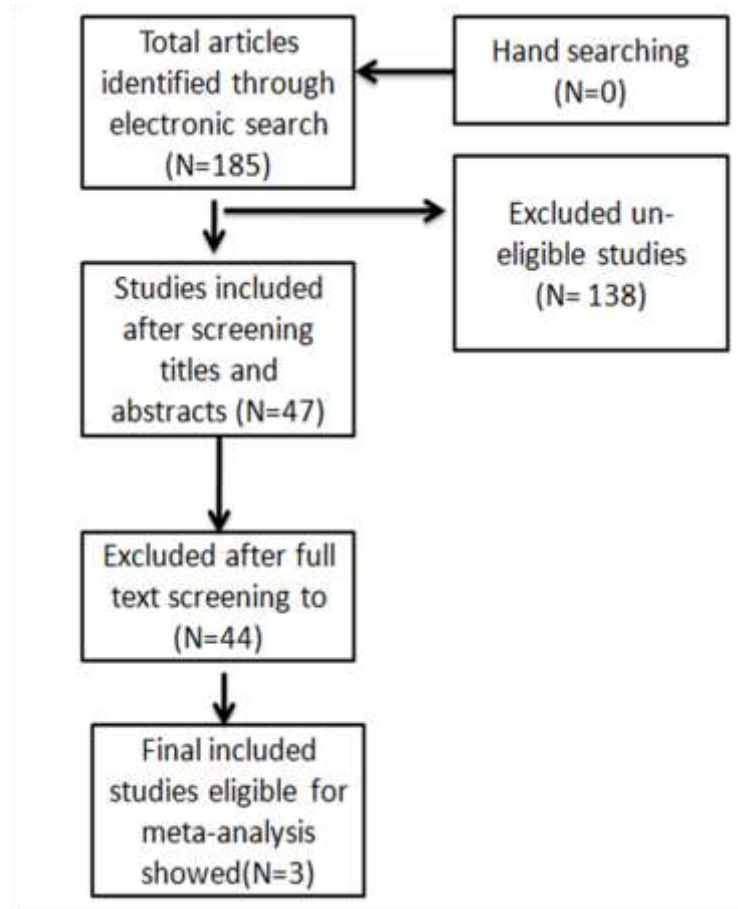 Total articles
identified through
electronic search
(N=185)
Hand searching
(N=0)
Excluded un-
eligible studies
(N= 138)
Studies included
after screening
titles and
abstracts (N=47)
Excluded after full
text screening to
(N=44)
Final included
studies eligible for
meta-analysis
showed(N=3)